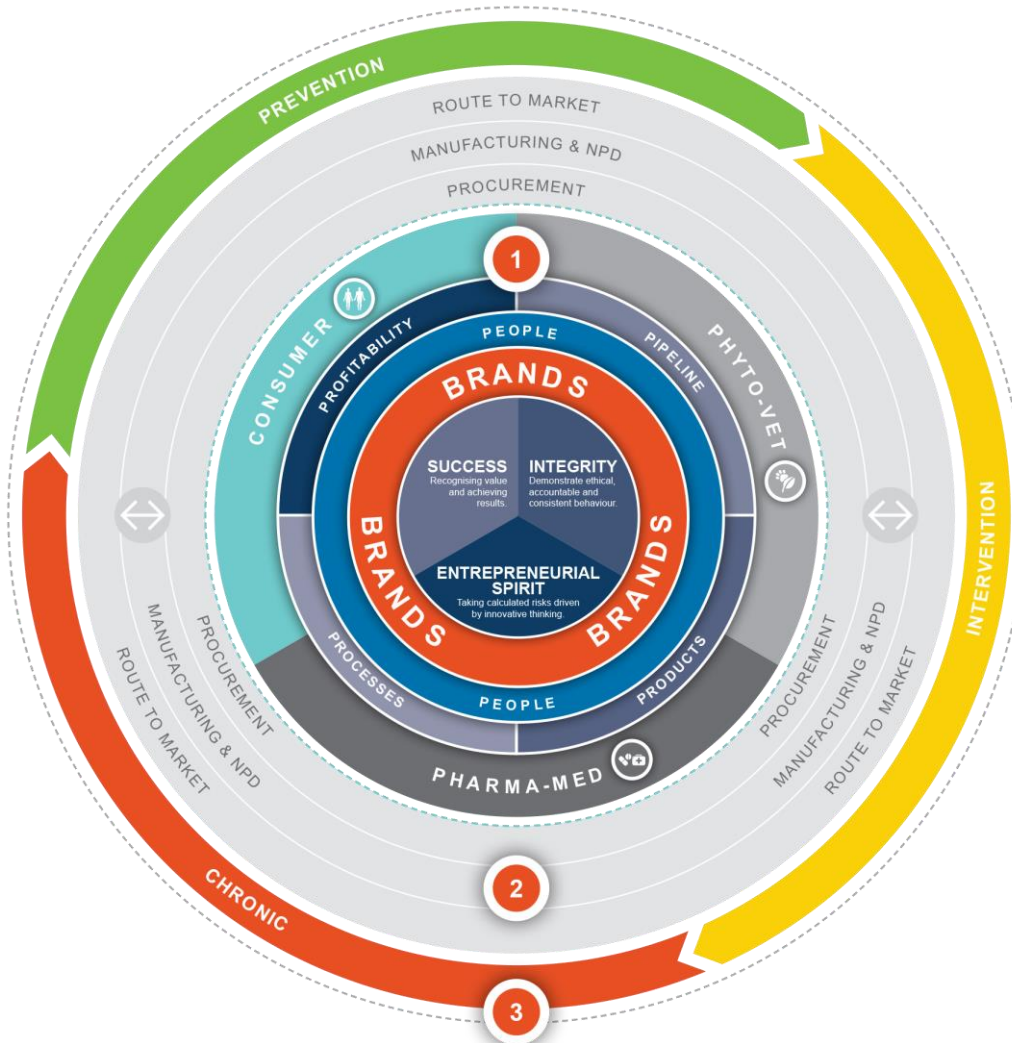 PREVENTION
ROUTE TO MARKET
MANUFACTURING & NPD
PROCUREMENT
1
CONSUMER
PROFITABILITY
PEOPLE
PIPELINE
PHYTO-VET
BRANDS
SUCCESS
Recognising value
and achieving
results.
INTEGRITY
Demonstrate ethical,
accountable and
consistent behaviour.
ENTREPRENEURIAL
SPIRIT
Taking calculated risks driven
by innovative thinking.
BRANDS
BRANDS
INTERVENTION
PROCESSES
PEOPLE
PRODUCTS
PHARMA-MED
PROCUREMENT
MANUFACTURING & NPD
ROUTE TO MARKET
PROCUREMENT
MANUFACTURING & NPD
ROUTE TO MARKET
2
CHRONIC
3